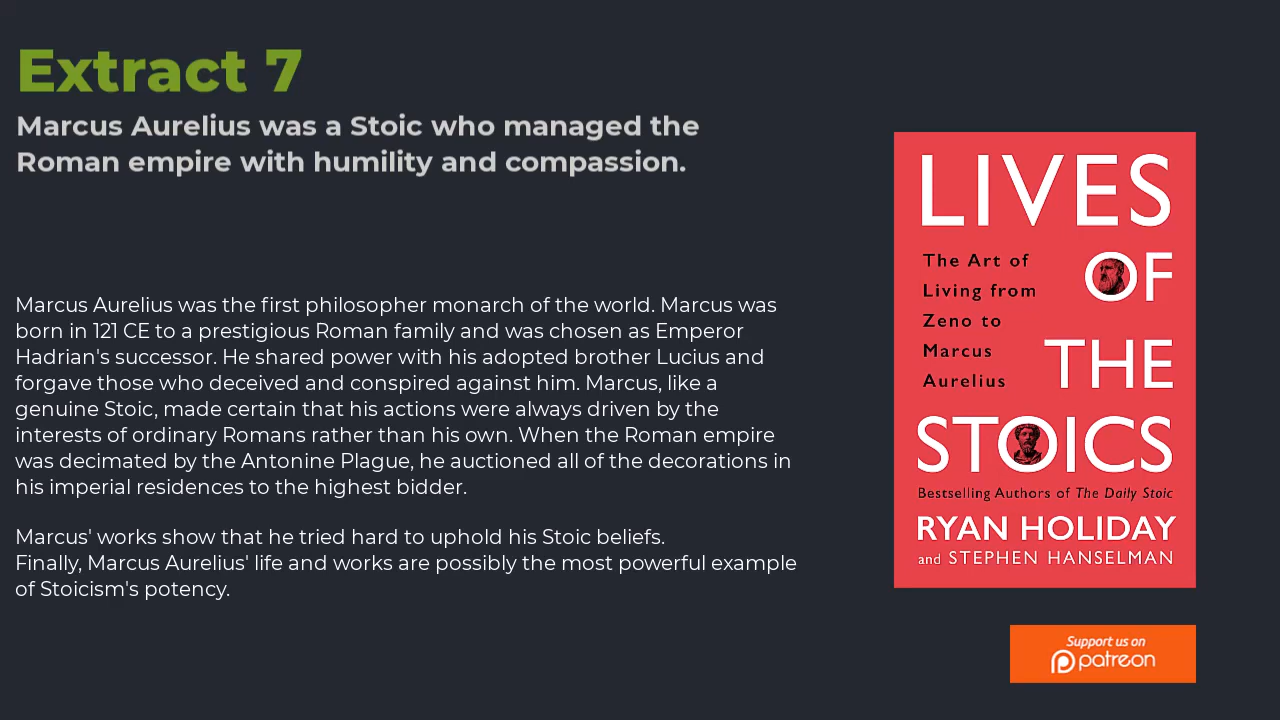 Extract 7
Marcus Aurelius was a Stoic who managed the
Roman empire with humility and compassion.
Marcus Aurelius was the first philosopher monarch of the world. Marcus was
born in 121 CE to a prestigious Roman family and was chosen as Emperor
Hadrian's successor. He shared power with his adopted brother Lucius and
forgave those who deceived and conspired against him. Marcus, like a
genuine Stoic, made certain that his actions were always driven by the
interests of ordinary Romans rather than his own. When the Roman empire
was decimated by the Antonine Plague, he auctioned all of the decorations in
his imperial residences to the highest bidder.
Marcus' works show that he tried hard to uphold his Stoic beliefs.
Finally, Marcus Aurelius' life and works are possibly the most powerful example
of Stoicism's potency.
LIVES
OF
THE
STOICS
The Art of
Living from
Zeno to
Marcus
Aurelius
Bestselling Authors of The Daily Stoic
RYAN HOLIDAY
and STEPHEN HANSELMAN
Support us on
patreon